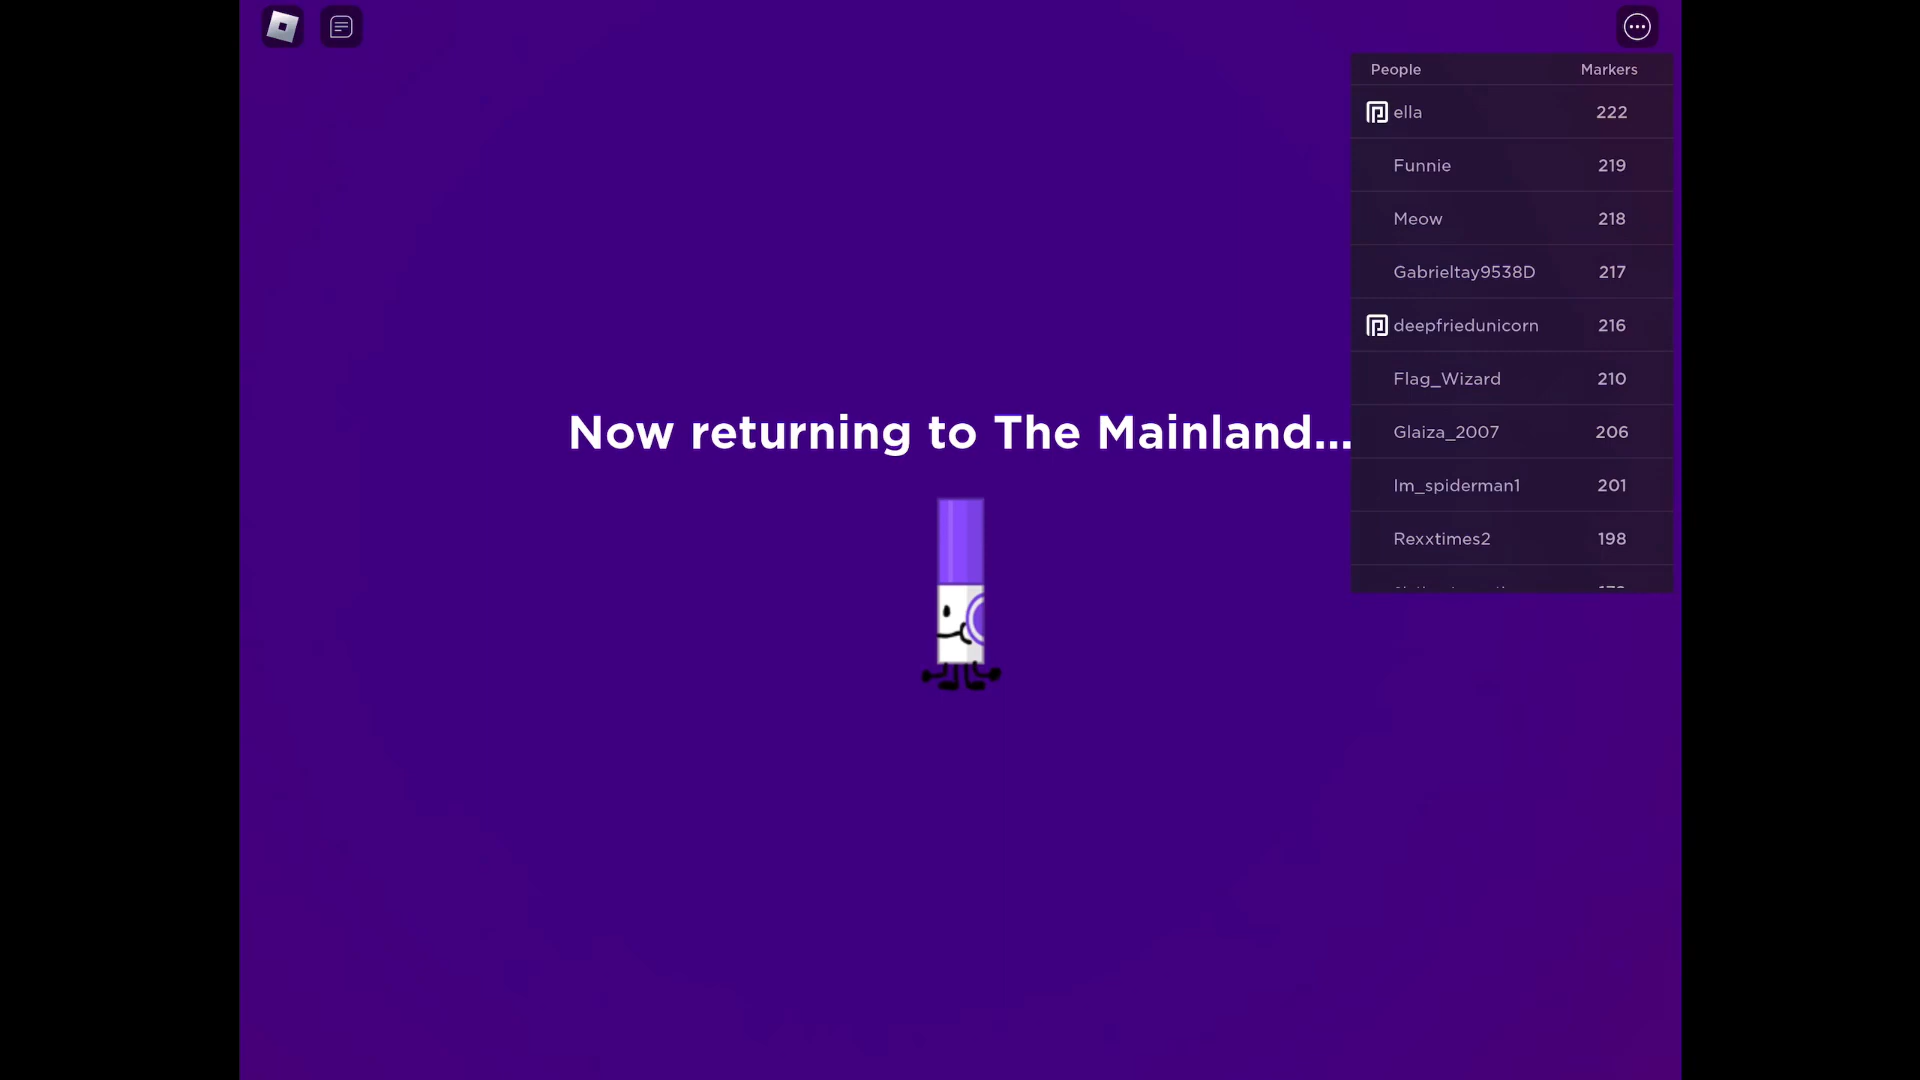 People Markers
ella 222
Funnie 219
Meow 218
Gabrieltay9538D 217
deepfriedunicorn 216
Flag_Wizard 210
Glaiza_2007 206
Now returning to The Mainland...
Im_spiderman1 201
Rexxtimes2 198